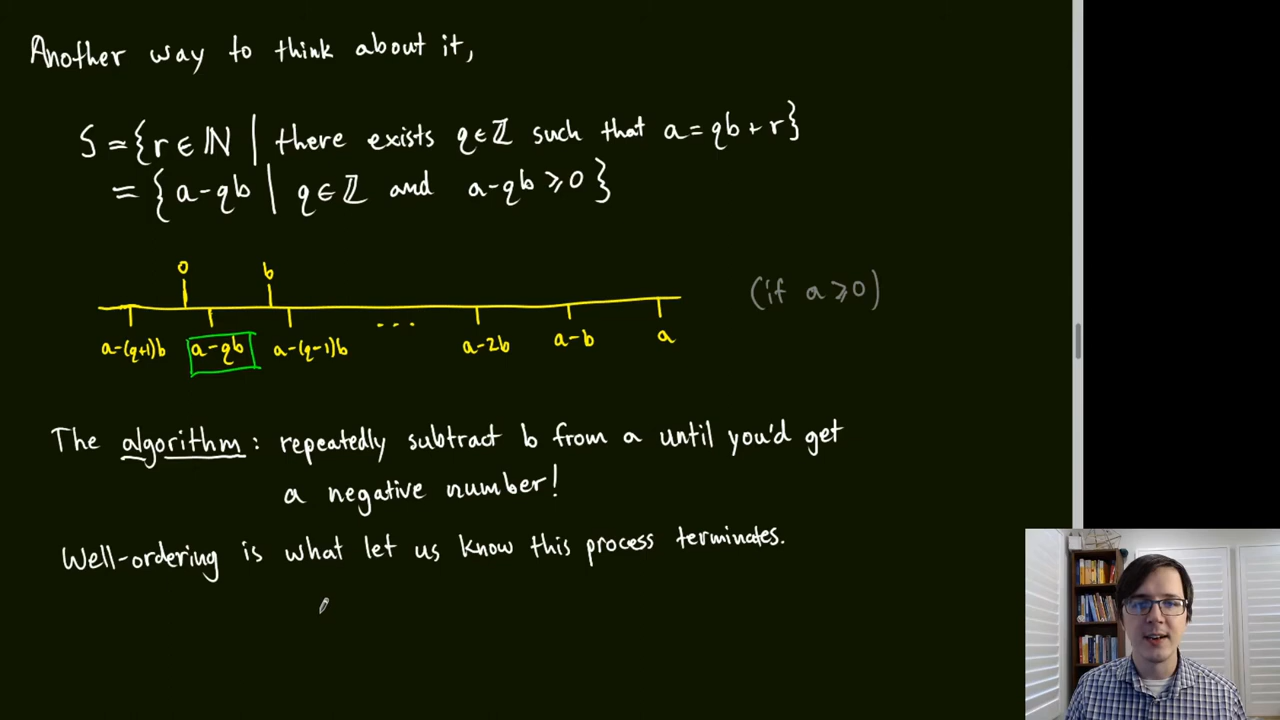 Another way to think about it,
S = {r ∈ ℕ | there exists q ∈ ℤ such that a = qb + r}
= {a - qb | q ∈ ℤ and a - qb ⩾ 0}
0 b
(if a ⩾ 0)
a-(q+1)b a-qb a-(q-1)b ... a-2b a-b a
The algorithm: repeatedly subtract b from a until you'd get
a negative number!
Well-ordering is what let us know this process terminates.